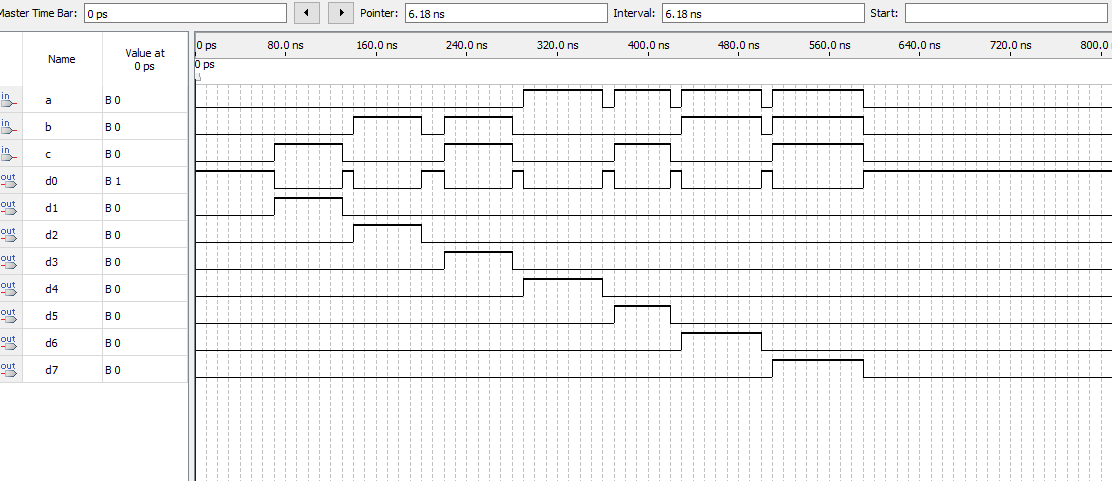 Master Time Bar: 0 ps Pointer: 6.18 ns Interval: 6.18 ns Start:
Name Value at 0 ps
0 ps 80.0 ns 160.0 ns 240.0 ns 320.0 ns 400.0 ns 480.0 ns 560.0 ns 640.0 ns 720.0 ns 800.0
0 ps
in a B 0
in b B 0
in c B 0
out d0 B 1
out d1 B 0
out d2 B 0
out d3 B 0
out d4 B 0
out d5 B 0
out d6 B 0
out d7 B 0